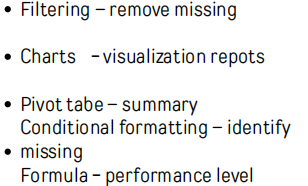 • Filtering – remove missing
• Charts – visualization repots
• Pivot tabe – summary
Conditional formatting – identify
• missing
Formula – performance level